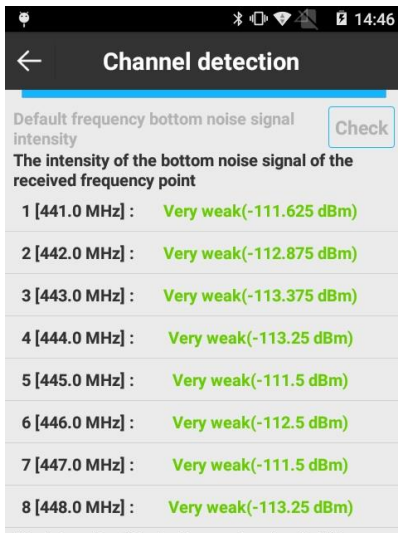 14:46
Channel detection
Default frequency bottom noise signal
intensity
Check
The intensity of the bottom noise signal of the
received frequency point
1 [441.0 MHz] : Very weak(-111.625 dBm)
2 [442.0 MHz] : Very weak(-112.875 dBm)
3 [443.0 MHz] : Very weak(-113.375 dBm)
4 [444.0 MHz] : Very weak(-113.25 dBm)
5 [445.0 MHz] : Very weak(-111.5 dBm)
6 [446.0 MHz] : Very weak(-112.5 dBm)
7 [447.0 MHz] : Very weak(-111.5 dBm)
8 [448.0 MHz] : Very weak(-113.25 dBm)